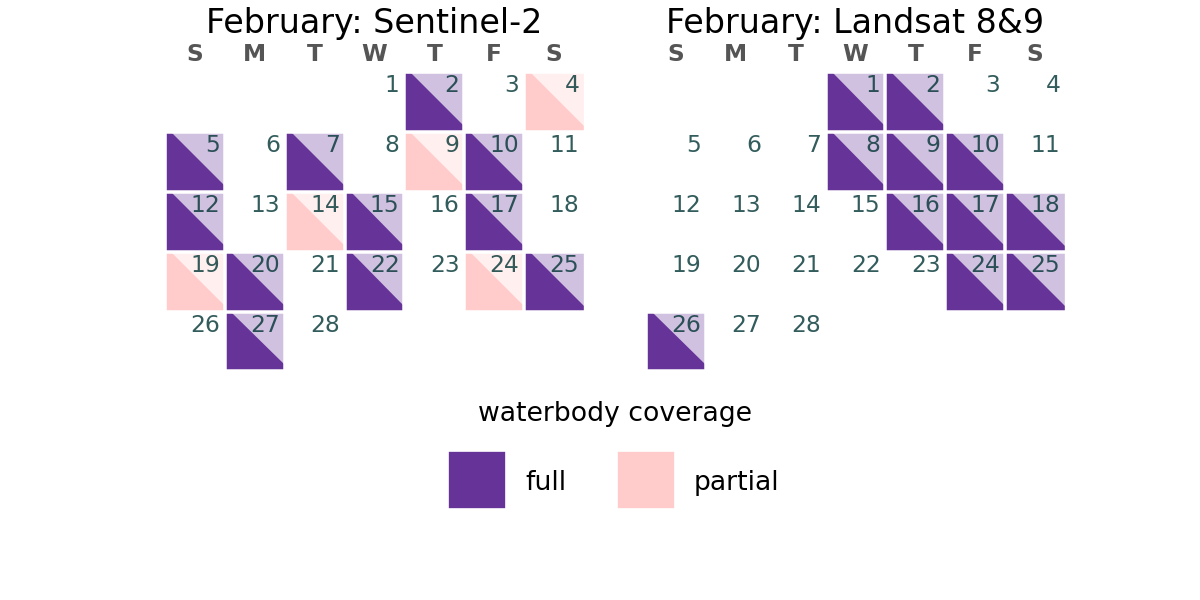 February: Sentinel-2
S M T W T F S
1 2 3 4
5 6 7 8 9 10 11
12 13 14 15 16 17 18
19 20 21 22 23 24 25
26 27 28
February: Landsat 8&9
S M T W T F S
1 2 3 4
5 6 7 8 9 10 11
12 13 14 15 16 17 18
19 20 21 22 23 24 25
26 27 28
waterbody coverage
full partial